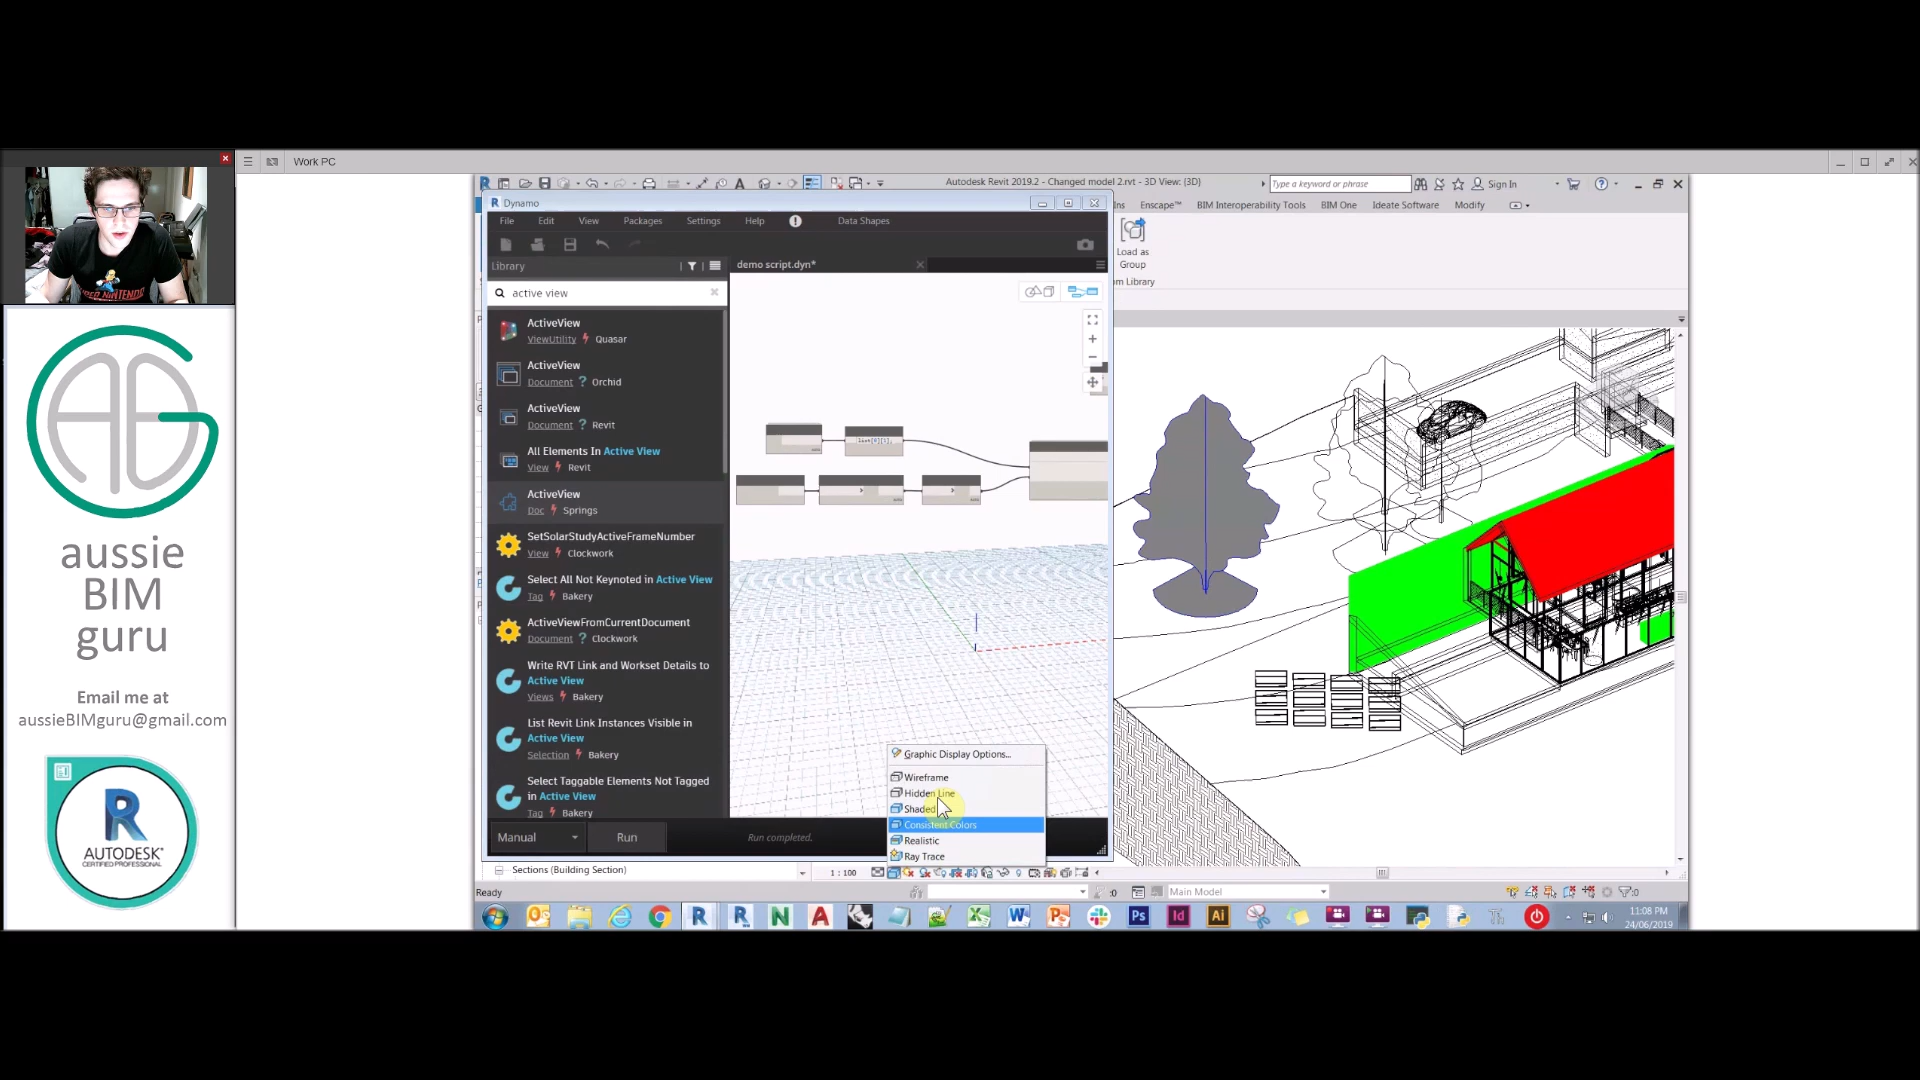 Work PC
Autodesk Revit 2019.2 - Changed model 2.rvt - 3D View: {3D}
Type a keyword or phrase
Sign In
Dynamo
Enscape™
BIM Interoperability Tools
BIM One
Ideate Software
Modify
File
Edit
View
Packages
Settings
Help
Data Shapes
Load as
Group
Library
demo script.dyn*
active view
ActiveView
ViewUtility
Quasar
ActiveView
Document ? Orchid
ActiveView
Document ? Revit
All Elements In Active View
View
Revit
ActiveView
Doc
Springs
SetSolarStudyActiveFrameNumber
View
Clockwork
Select All Not Keynoted in Active View
Tag
Bakery
ActiveViewFromCurrentDocument
Document ? Clockwork
Write RVT Link and Workset Details to
Active View
Views
Bakery
List Revit Link Instances Visible in
Active View
Selection
Bakery
Select Taggable Elements Not Tagged
in Active View
Tag
Bakery
Graphic Display Options...
Wireframe
Hidden Line
Shaded
Consistent Colors
Realistic
Ray Trace
Manual
Run
Run completed.
Sections (Building Section)
1 : 100
Ready
:0
Main Model
:0
11:08 PM
24/06/2019
aussie
BIM
guru
Email me at
aussieBIMguru@gmail.com
R
AUTODESK
CERTIFIED PROFESSIONAL